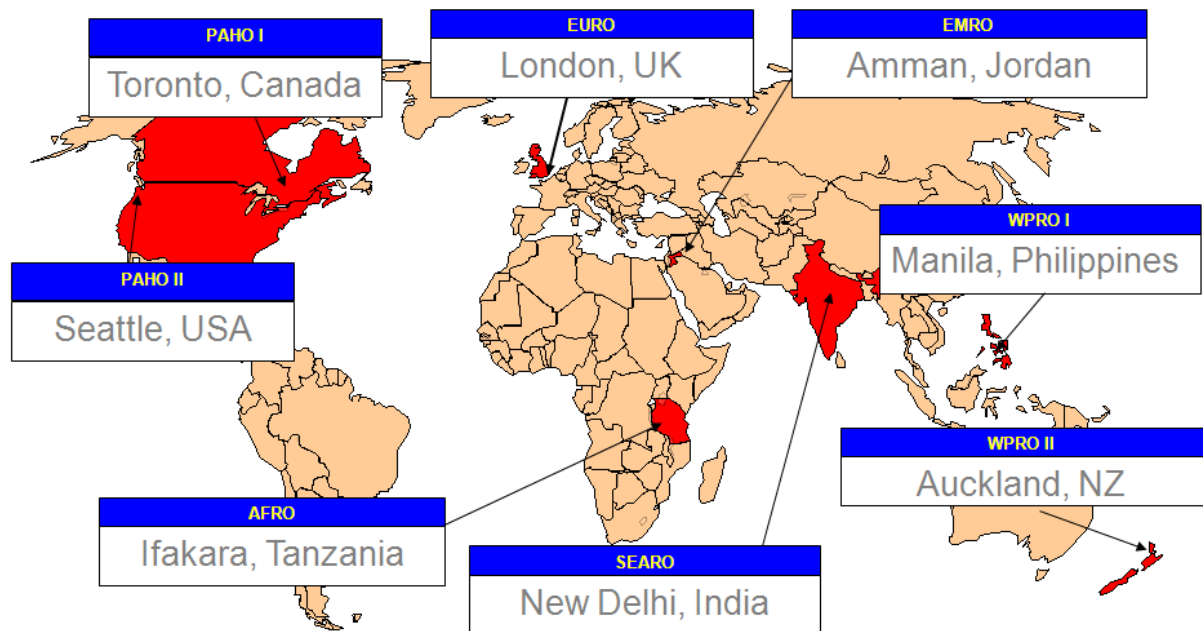 PAHO I
Toronto, Canada
EURO
London, UK
EMRO
Amman, Jordan
WPRO I
Manila, Philippines
PAHO II
Seattle, USA
WPRO II
Auckland, NZ
AFRO
Ifakara, Tanzania
SEARO
New Delhi, India